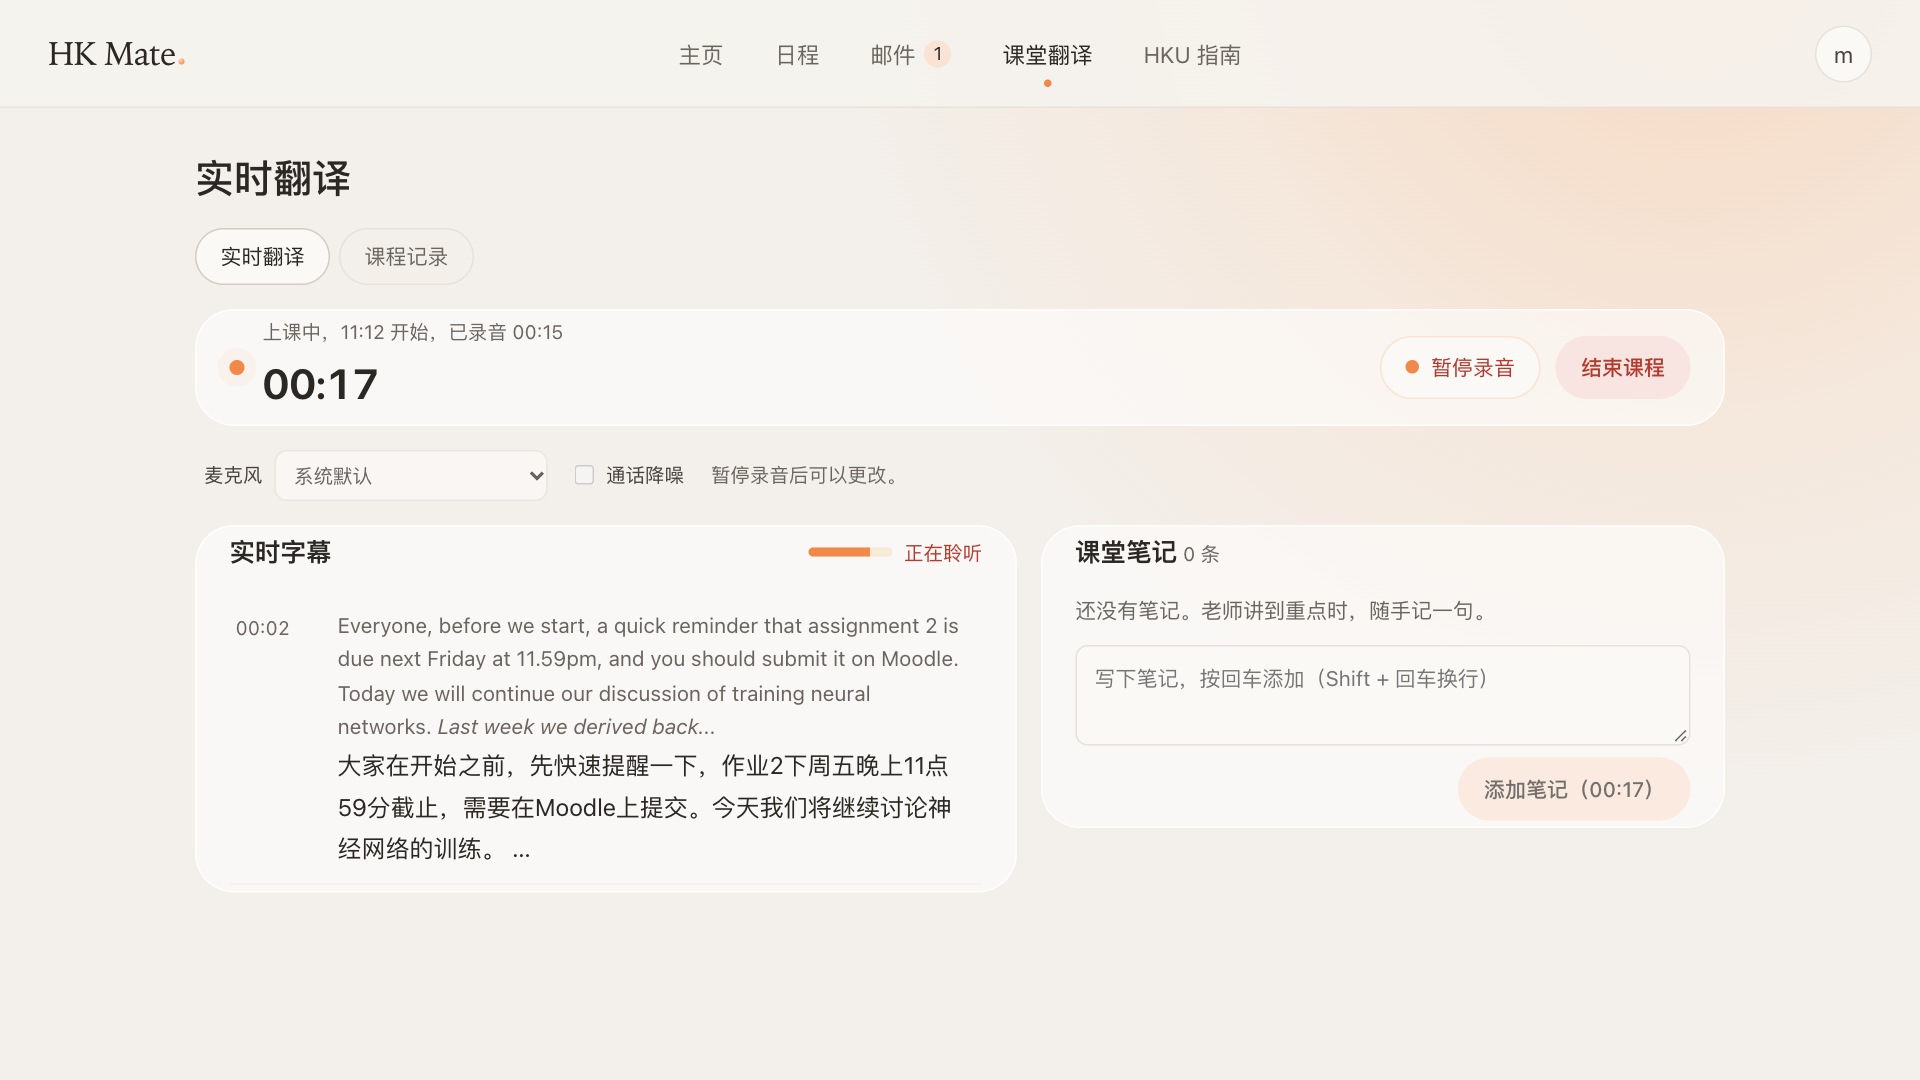 HK Mate.
主页
日程
邮件 1
课堂翻译
HKU 指南
m
实时翻译
实时翻译
课程记录
上课中，11:12 开始，已录音 00:15
00:17
暂停录音
结束课程
麦克风
系统默认
通话降噪
暂停录音后可以更改。
实时字幕
正在聆听
00:02
Everyone, before we start, a quick reminder that assignment 2 is
due next Friday at 11.59pm, and you should submit it on Moodle.
Today we will continue our discussion of training neural
networks. Last week we derived back...
大家在开始之前，先快速提醒一下，作业2下周五晚上11点
59分截止，需要在Moodle上提交。今天我们将继续讨论神
经网络的训练。 ...
课堂笔记 0 条
还没有笔记。老师讲到重点时，随手记一句。
写下笔记，按回车添加（Shift + 回车换行）
添加笔记（00:17）